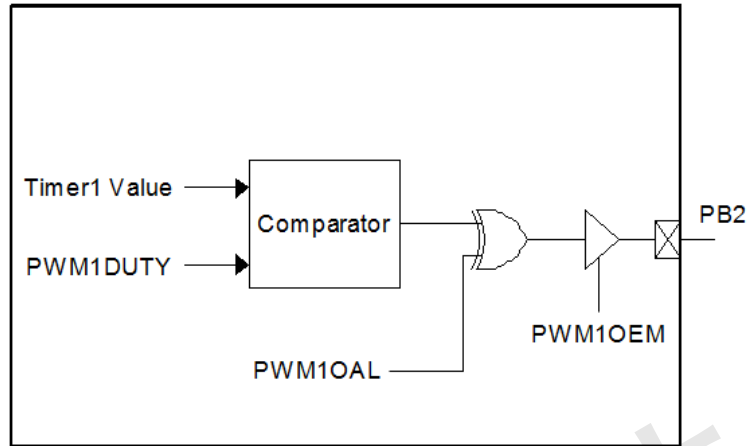 Timer1 Value
Comparator
PB2
PWM1DUTY
PWM1OEM
PWM1OAL